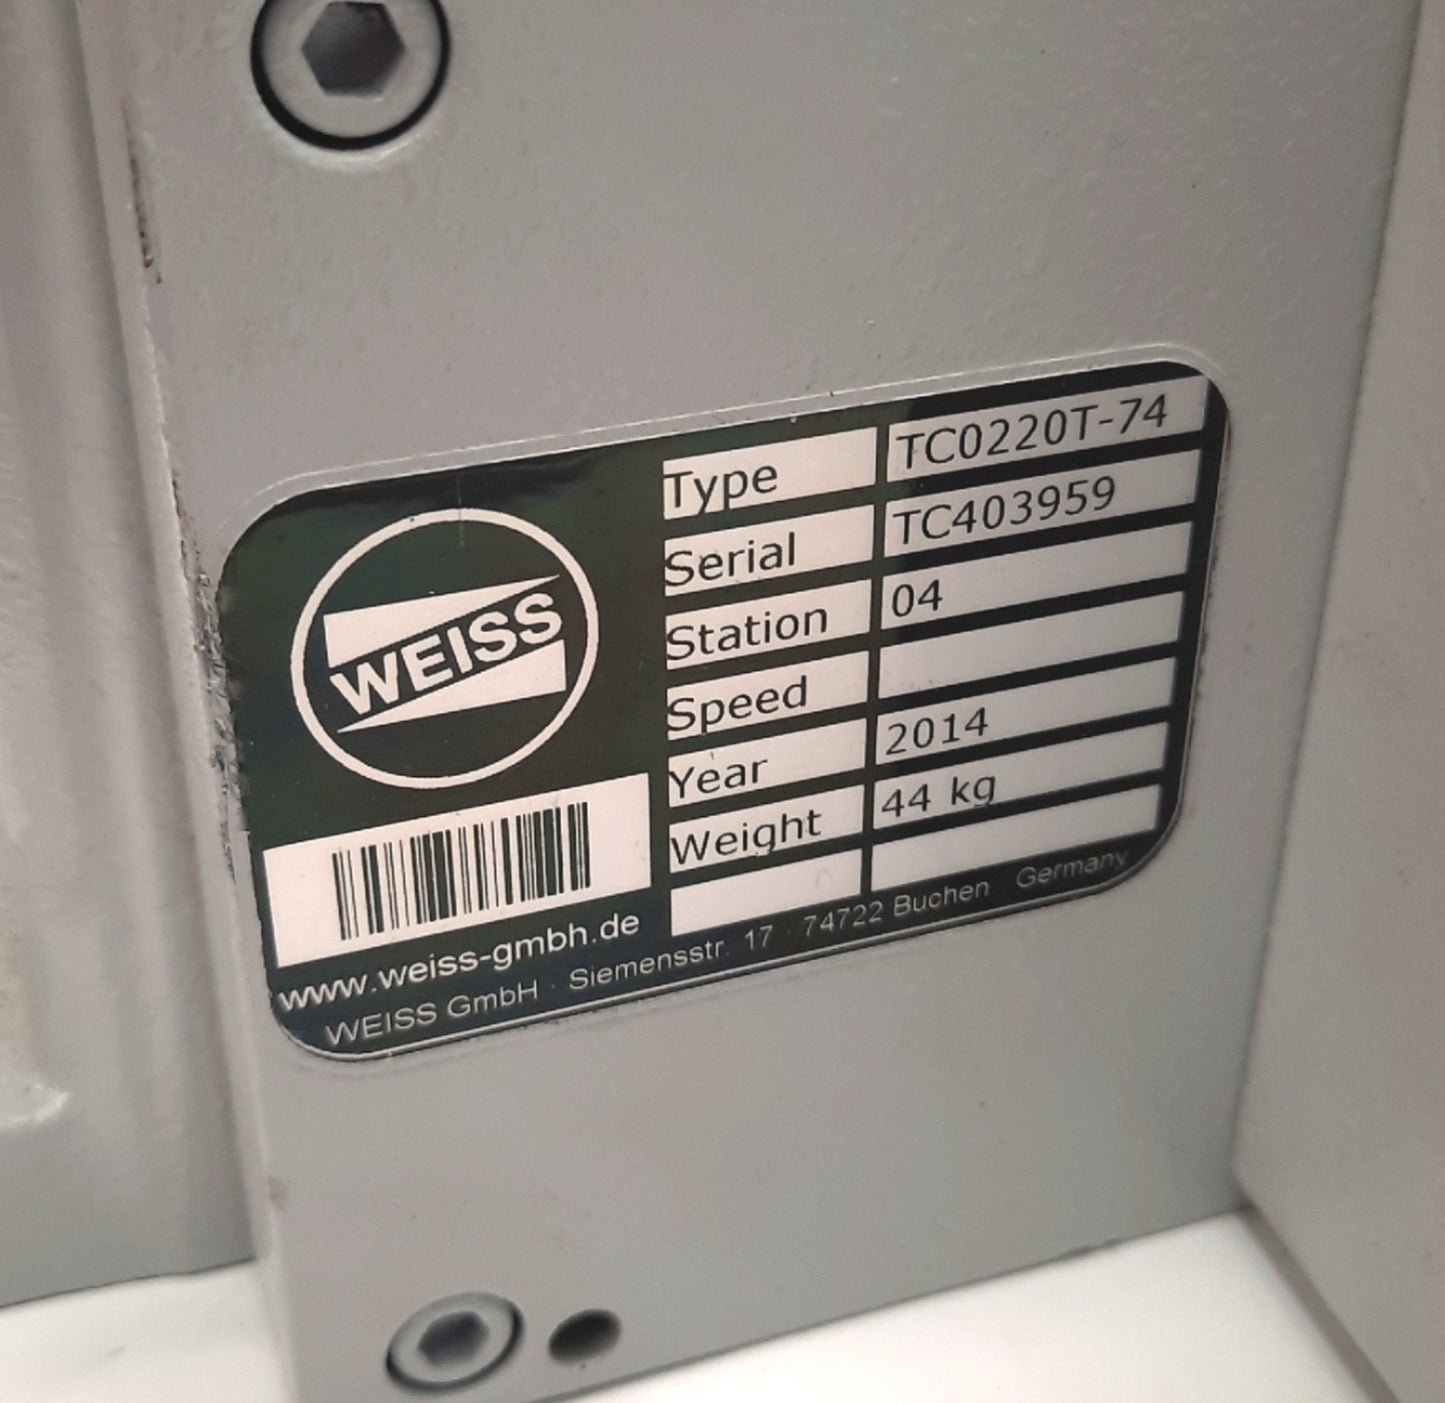 WEISS
Type TC0220T-74
Serial TC403959
Station 04
Speed
Year 2014
Weight 44 kg
www.weiss-gmbh.de
WEISS GmbH · Siemensstr. 17 · 74722 Buchen Germany